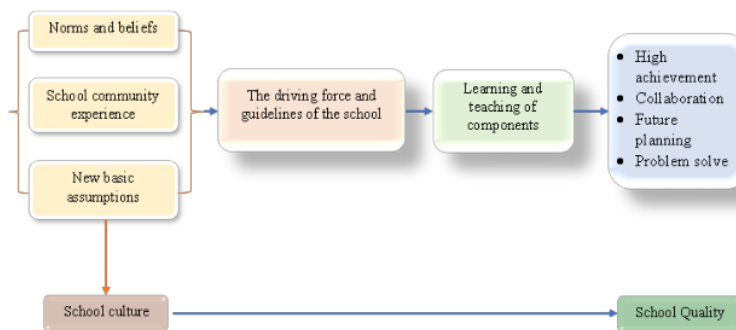 Norms and beliefs
School community
experience
New basic
assumptions
The driving force and
guidelines of the school
Learning and
teaching of
components
• High
achievement
• Collaboration
• Future
planning
• Problem solve
School culture
School Quality